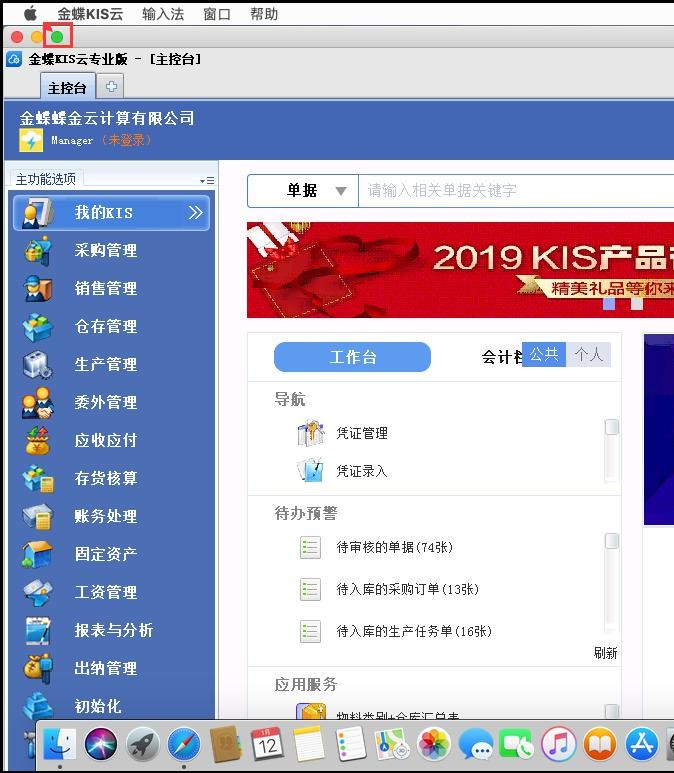 金蝶KIS云 输入法 窗口 帮助
金蝶KIS云专业版 - [主控台]
主控台
金蝶蝶金云计算有限公司
Manager (未登录)
主功能选项
我的KIS
采购管理
销售管理
仓存管理
生产管理
委外管理
应收应付
存货核算
账务处理
固定资产
工资管理
报表与分析
出纳管理
初始化
单据 请输入相关单据关键字
2019 KIS产品
精美礼品等你来
工作台 会计 公共 个人
导航
凭证管理
凭证录入
待办预警
待审核的单据(74张)
待入库的采购订单(13张)
待入库的生产任务单(16张)
刷新
应用服务
物料类别+仓库汇总表
1月
12